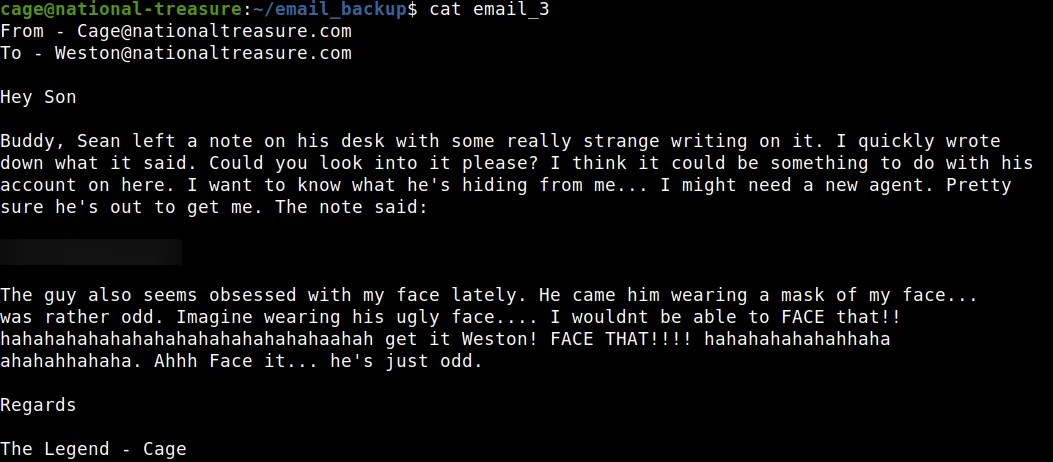 cage@national-treasure:~/email_backup$ cat email_3
From - Cage@nationaltreasure.com
To - Weston@nationaltreasure.com
Hey Son
Buddy, Sean left a note on his desk with some really strange writing on it. I quickly wrote
down what it said. Could you look into it please? I think it could be something to do with his
account on here. I want to know what he's hiding from me... I might need a new agent. Pretty
sure he's out to get me. The note said:
The guy also seems obsessed with my face lately. He came him wearing a mask of my face...
was rather odd. Imagine wearing his ugly face.... I wouldnt be able to FACE that!!
hahahahahahahahahahahahahahahaahah get it Weston! FACE THAT!!!! hahahahahahahhaha
ahahahhahaha. Ahhh Face it... he's just odd.
Regards
The Legend - Cage